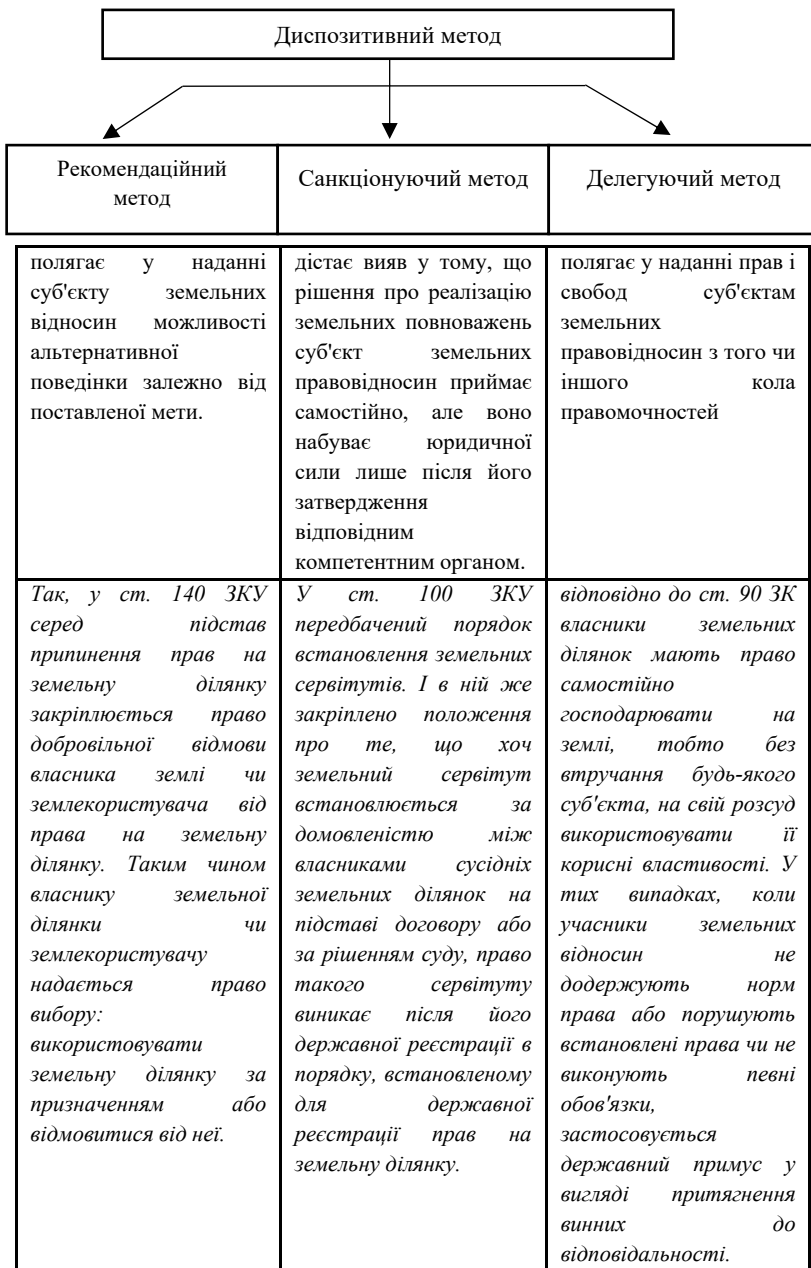 Диспозитивний метод
Рекомендаційний
метод
Санкціонуючий метод
Делегуючий метод
полягає у наданні
суб'єкту земельних
відносин можливості
альтернативної
поведінки залежно від
поставленої мети.
дістає вияв у тому, що
рішення про реалізацію
земельних повноважень
суб'єкт земельних
правовідносин приймає
самостійно, але воно
набуває юридичної
сили лише після його
затвердження
відповідним
компетентним органом.
полягає у наданні прав і
свобод суб'єктам
земельних
правовідносин з того чи
іншого кола
правомочностей
Так, у ст. 140 ЗКУ
серед підстав
припинення прав на
земельну ділянку
закріплюється право
добровільної відмови
власника землі чи
землекористувача від
права на земельну
ділянку. Таким чином
власнику земельної
ділянки чи
землекористувачу
надається право
вибору:
використовувати
земельну ділянку за
призначенням або
відмовитися від неї.
У ст. 100 ЗКУ
передбачений порядок
встановлення земельних
сервітутів. І в ній же
закріплено положення
про те, що хоч
земельний сервітут
встановлюється за
домовленістю між
власниками сусідніх
земельних ділянок на
підставі договору або
за рішенням суду, право
такого сервітуту
виникає після його
державної реєстрації в
порядку, встановленому
для державної
реєстрації прав на
земельну ділянку.
відповідно до ст. 90 ЗК
власники земельних
ділянок мають право
самостійно
господарювати на
землі, тобто без
втручання будь-якого
суб'єкта, на свій розсуд
використовувати її
корисні властивості. У
тих випадках, коли
учасники земельних
відносин не
додержують норм
права або порушують
встановлені права чи не
виконують певні
обов'язки,
застосовується
державний примус у
вигляді притягнення
винних до
відповідальності.